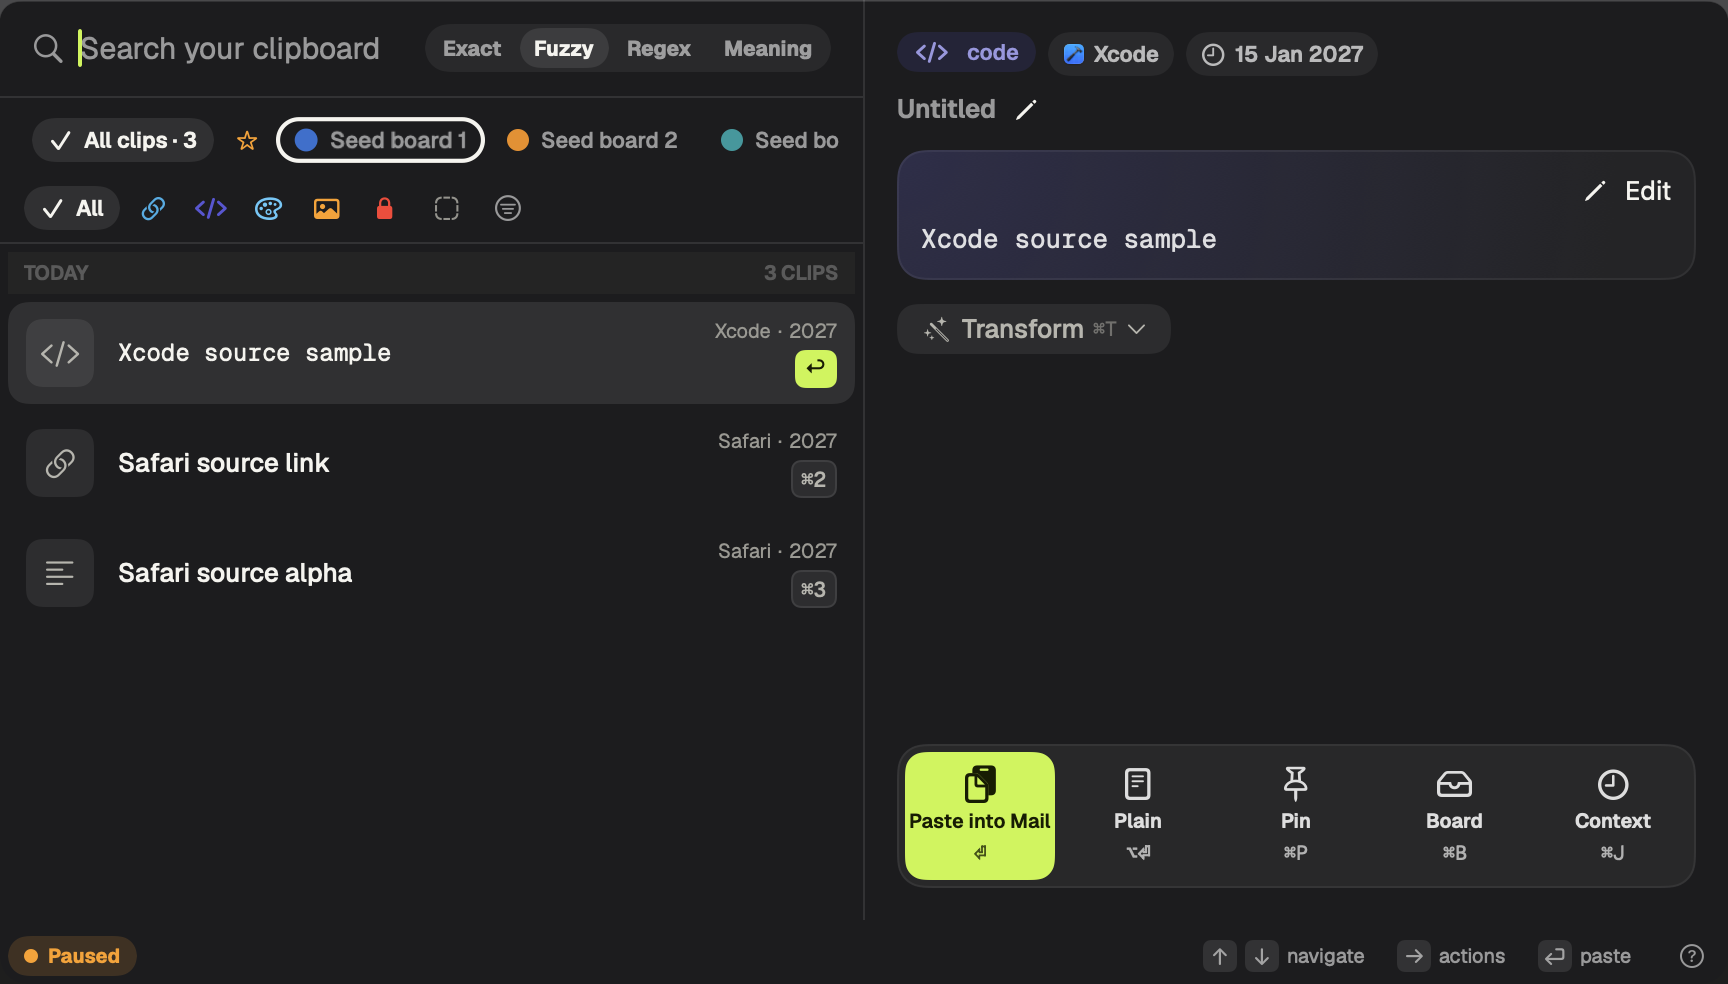 Search your clipboard
Exact Fuzzy Regex Meaning
All clips · 3 Seed board 1 Seed board 2 Seed bo
All
TODAY 3 CLIPS
Xcode source sample
Xcode · 2027
Safari source link
Safari · 2027
⌘2
Safari source alpha
Safari · 2027
⌘3
Paused
</> code Xcode 15 Jan 2027
Untitled
Edit
Xcode source sample
Transform ⌘T
Paste into Mail Plain Pin Board Context
⏎ ⌥⏎ ⌘P ⌘B ⌘J
↑ ↓ navigate → actions ↩ paste ?